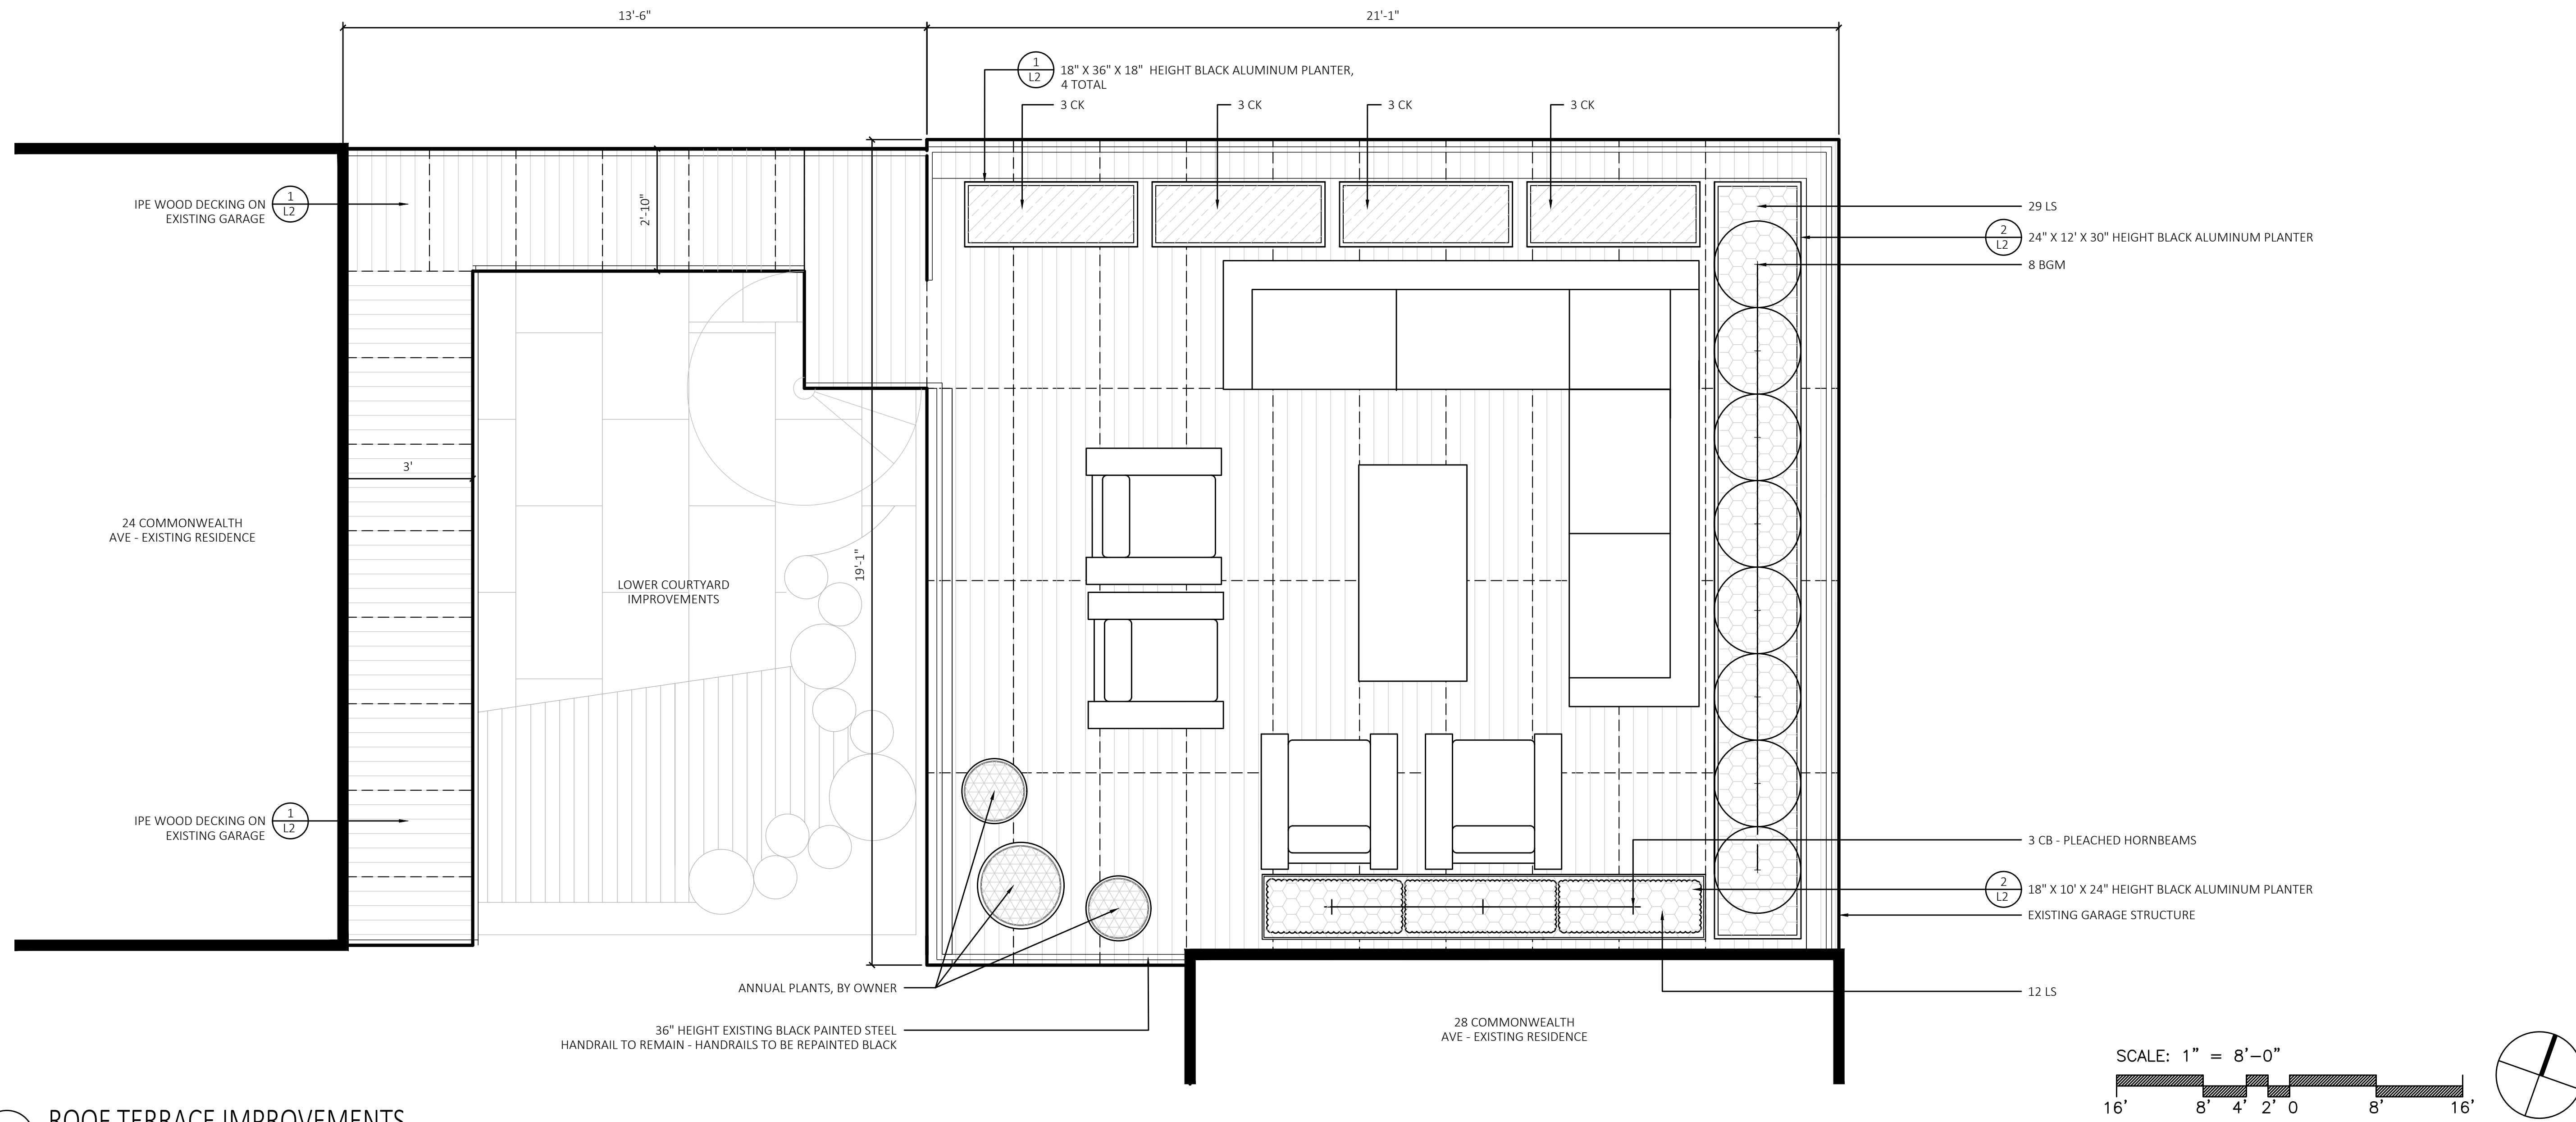 13'-6"
21'-1"
1
L2
18" X 36" X 18" HEIGHT BLACK ALUMINUM PLANTER,
4 TOTAL
3 CK
3 CK
3 CK
3 CK
IPE WOOD DECKING ON
EXISTING GARAGE
1
L2
2'-10"
29 LS
2
L2
24" X 12' X 30" HEIGHT BLACK ALUMINUM PLANTER
8 BGM
3'
24 COMMONWEALTH
AVE - EXISTING RESIDENCE
LOWER COURTYARD
IMPROVEMENTS
19'-1"
IPE WOOD DECKING ON
EXISTING GARAGE
1
L2
3 CB - PLEACHED HORNBEAMS
2
L2
18" X 10' X 24" HEIGHT BLACK ALUMINUM PLANTER
EXISTING GARAGE STRUCTURE
ANNUAL PLANTS, BY OWNER
12 LS
36" HEIGHT EXISTING BLACK PAINTED STEEL
HANDRAIL TO REMAIN - HANDRAILS TO BE REPAINTED BLACK
28 COMMONWEALTH
AVE - EXISTING RESIDENCE
SCALE: 1" = 8'-0"
16' 8' 4' 2' 0 8' 16'
ROOF TERRACE IMPROVEMENTS